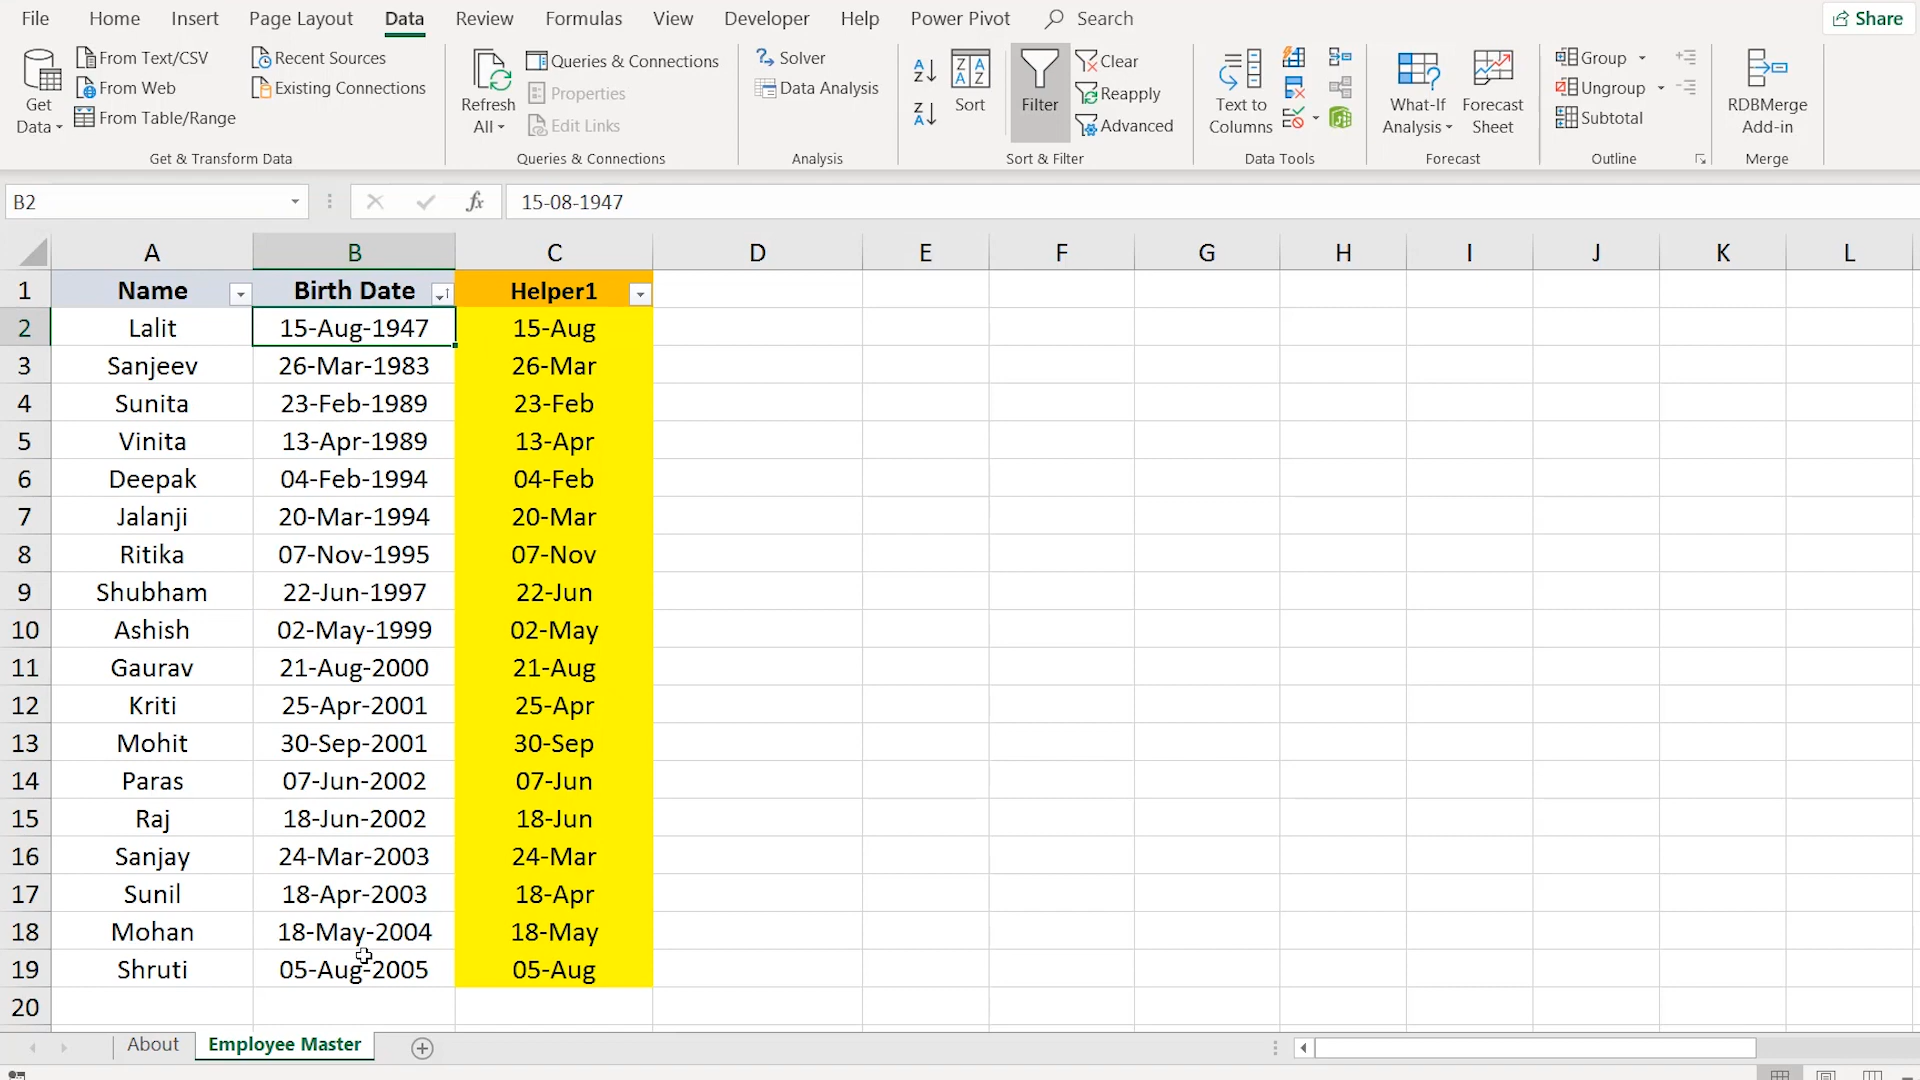 File Home Insert Page Layout Data Review Formulas View Developer Help Power Pivot Search Share
Get Data
From Text/CSV
From Web
From Table/Range
Recent Sources
Existing Connections
Get & Transform Data
Refresh All
Queries & Connections
Properties
Edit Links
Queries & Connections
Solver
Data Analysis
Analysis
Sort
Filter
Clear
Reapply
Advanced
Sort & Filter
Text to Columns
Data Tools
What-If Analysis
Forecast Sheet
Forecast
Group
Ungroup
Subtotal
Outline
RDBMerge Add-in
Merge
B2 fx 15-08-1947
A B C D E F G H I J K L
1 Name Birth Date Helper1
2 Lalit 15-Aug-1947 15-Aug
3 Sanjeev 26-Mar-1983 26-Mar
4 Sunita 23-Feb-1989 23-Feb
5 Vinita 13-Apr-1989 13-Apr
6 Deepak 04-Feb-1994 04-Feb
7 Jalanji 20-Mar-1994 20-Mar
8 Ritika 07-Nov-1995 07-Nov
9 Shubham 22-Jun-1997 22-Jun
10 Ashish 02-May-1999 02-May
11 Gaurav 21-Aug-2000 21-Aug
12 Kriti 25-Apr-2001 25-Apr
13 Mohit 30-Sep-2001 30-Sep
14 Paras 07-Jun-2002 07-Jun
15 Raj 18-Jun-2002 18-Jun
16 Sanjay 24-Mar-2003 24-Mar
17 Sunil 18-Apr-2003 18-Apr
18 Mohan 18-May-2004 18-May
19 Shruti 05-Aug-2005 05-Aug
20
About Employee Master